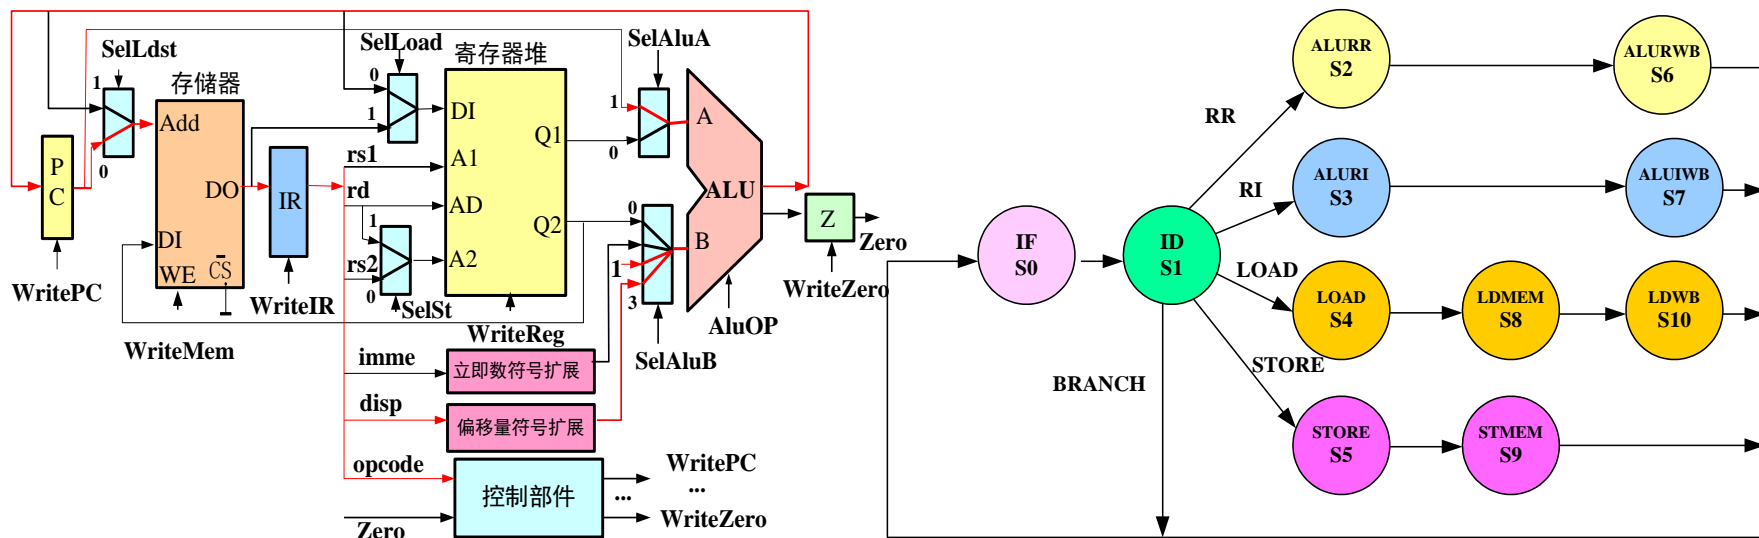 SelLdst
存储器
1
0
Add
DO
DI
WE
CS
P
C
WritePC
WriteMem
IR
WriteIR
SelLoad
0
1
寄存器堆
DI
A1
AD
A2
Q1
Q2
rs1
rd
rs2
1
0
SelSt
WriteReg
imme
立即数符号扩展
disp
偏移量符号扩展
opcode
控制部件
Zero
WritePC
...
...
WriteZero
SelAluA
1
0
A
ALU
B
0
1
3
SelAluB
AluOP
Z
Zero
WriteZero
IF
S0
ID
S1
RR
RI
LOAD
STORE
BRANCH
ALURR
S2
ALURWB
S6
ALURI
S3
ALUIWB
S7
LOAD
S4
LDMEM
S8
LDWB
S10
STORE
S5
STMEM
S9